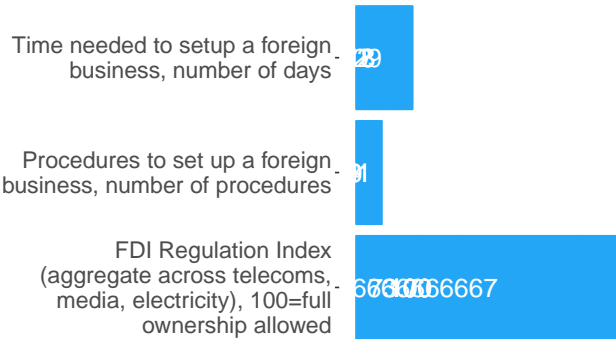 Time needed to setup a foreign
business, number of days
Procedures to set up a foreign
business, number of procedures
FDI Regulation Index
(aggregate across telecoms,
media, electricity), 100=full
ownership allowed